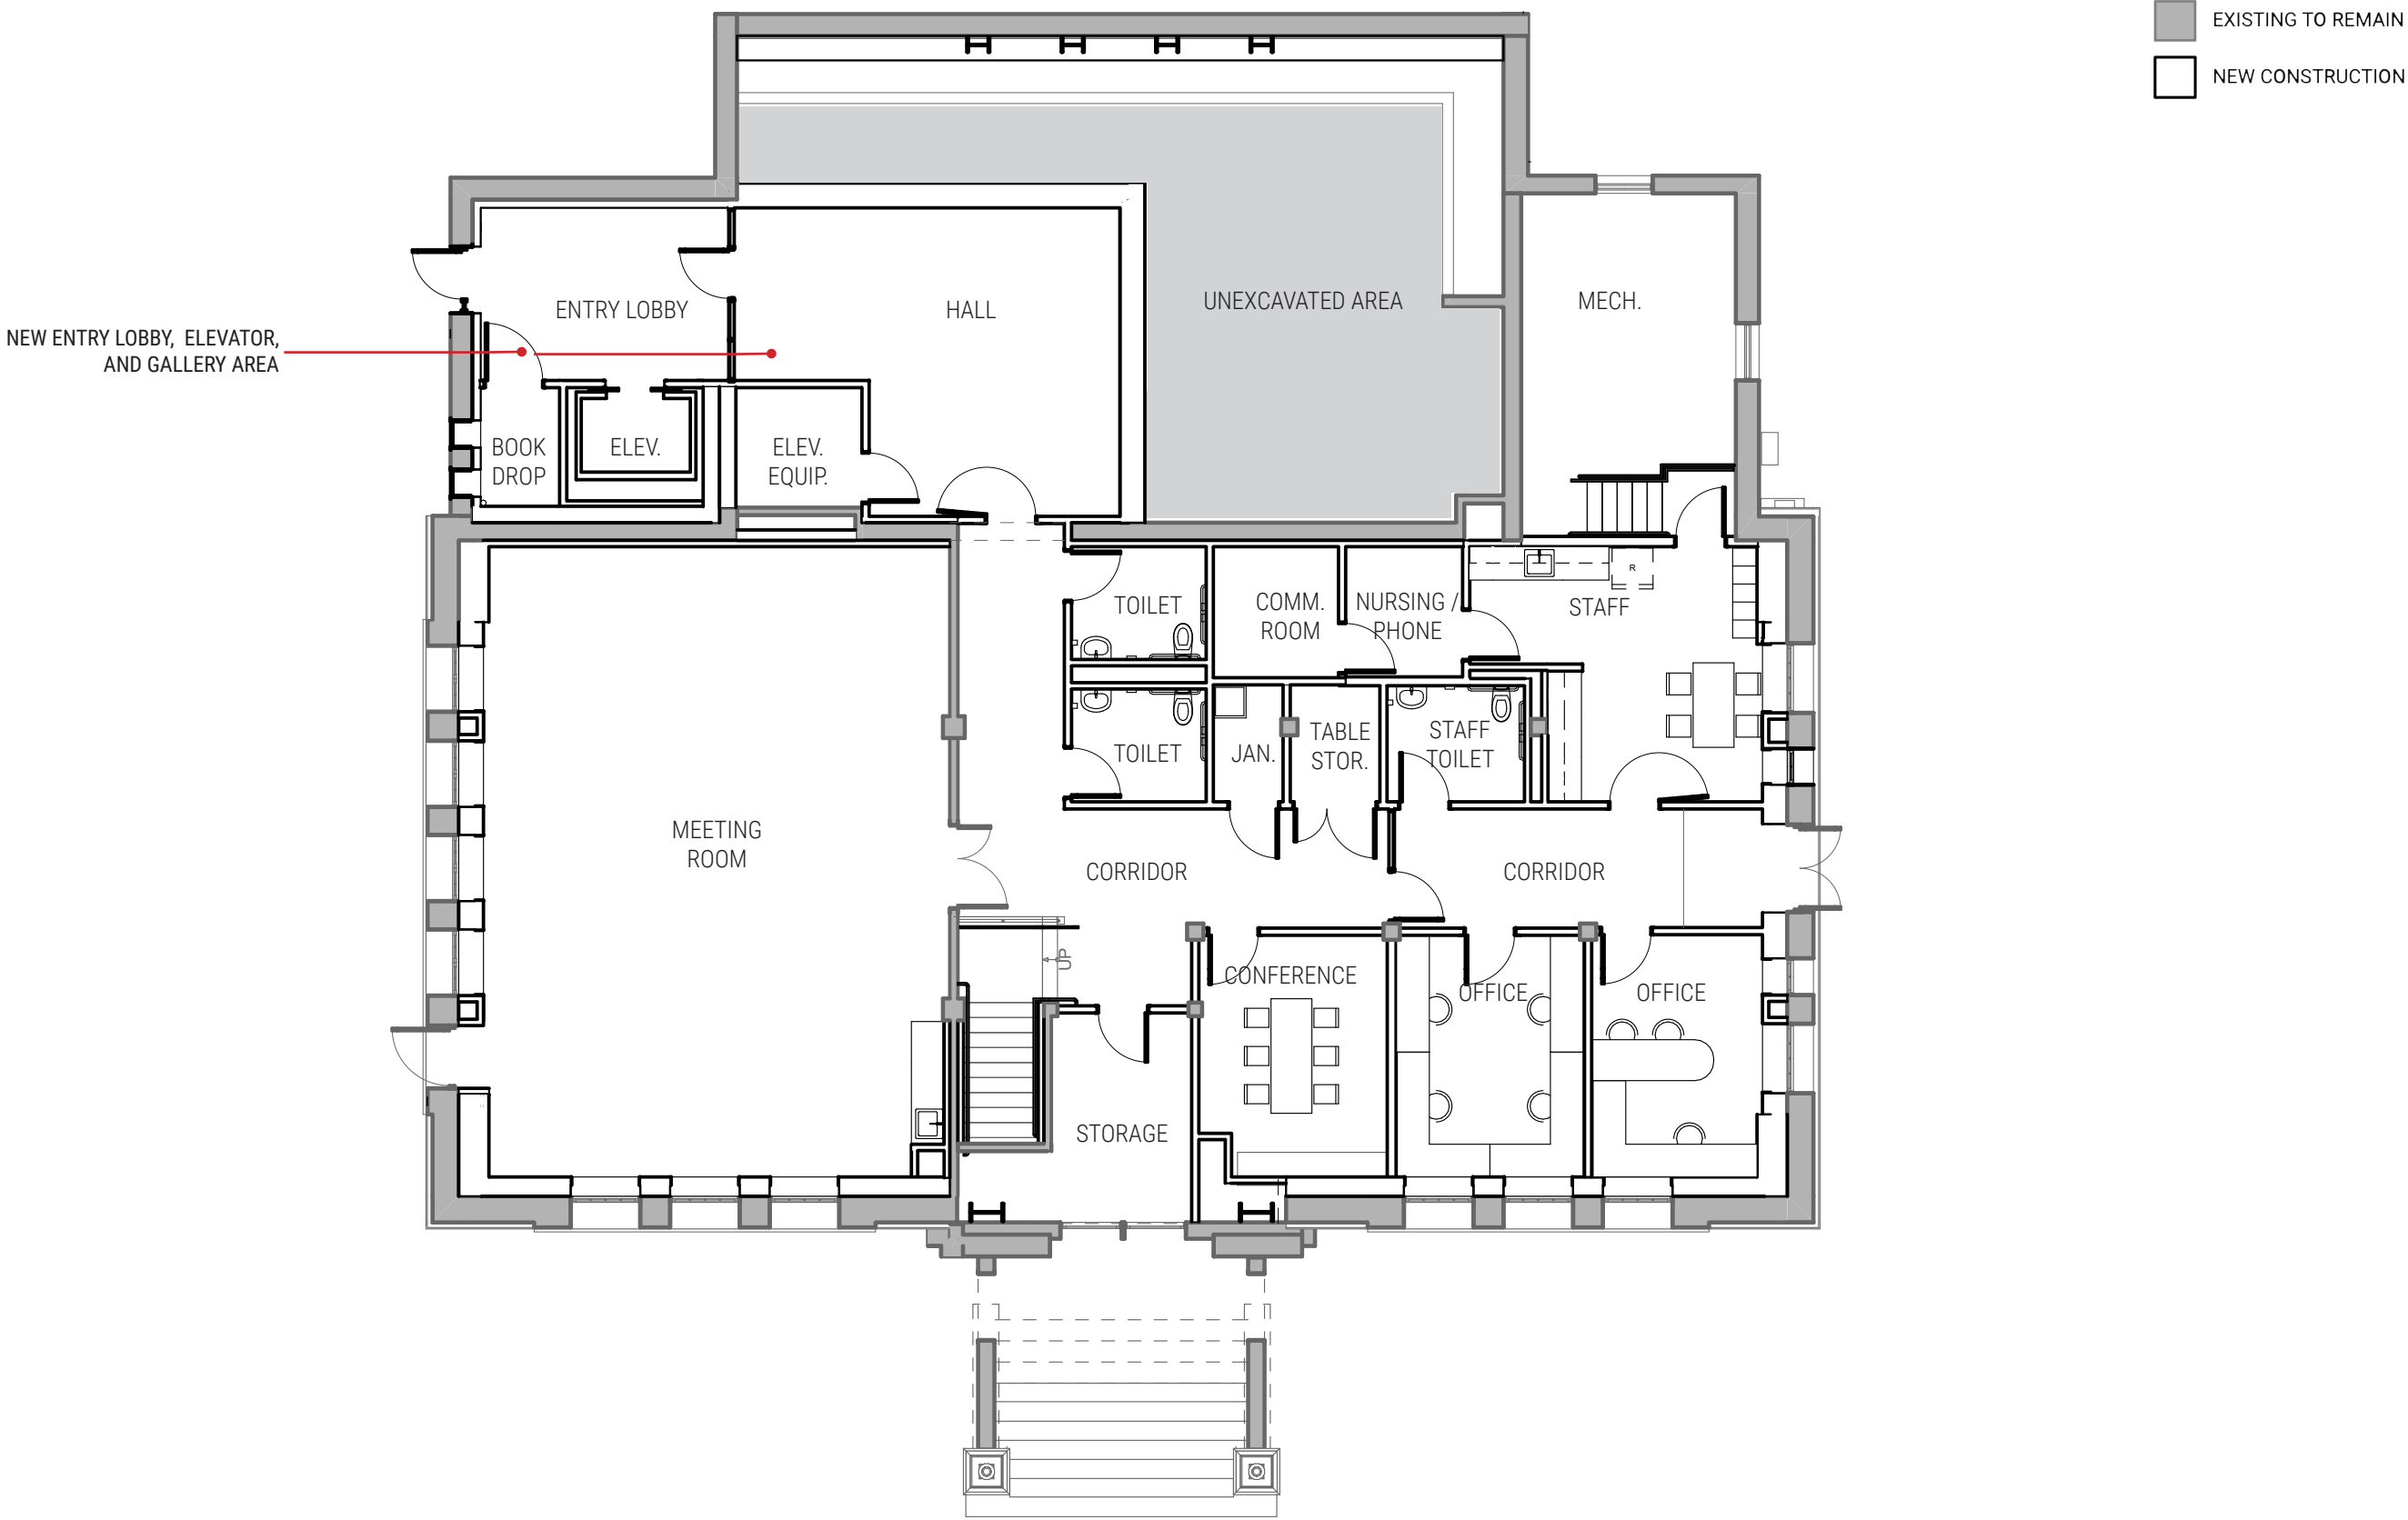 EXISTING TO REMAIN
NEW CONSTRUCTION
NEW ENTRY LOBBY, ELEVATOR,
AND GALLERY AREA
ENTRY LOBBY
HALL
UNEXCAVATED AREA
MECH.
BOOK
DROP
ELEV.
ELEV.
EQUIP.
TOILET
COMM.
ROOM
NURSING /
PHONE
R
STAFF
TOILET
JAN.
TABLE
STOR.
STAFF
TOILET
MEETING
ROOM
CORRIDOR
CORRIDOR
UP
CONFERENCE
OFFICE
OFFICE
STORAGE